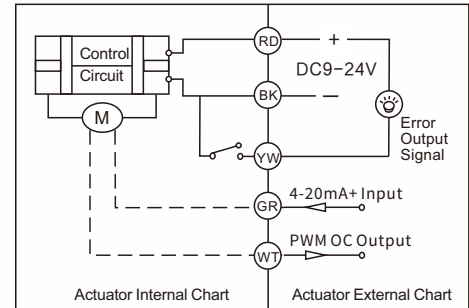 Control
Circuit
M
RD
+
DC9-24V
BK
—
Error
Output
Signal
YW
GR
4-20mA+ Input
WT
PWM OC Output
Actuator Internal Chart
Actuator External Chart